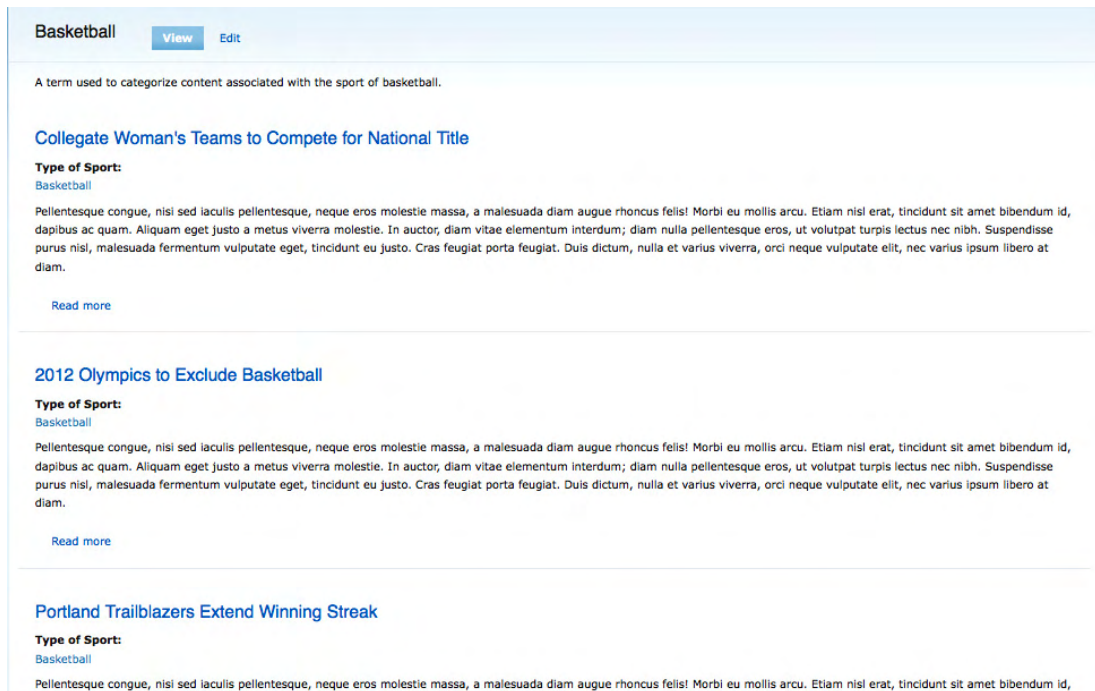 Basketball
View Edit
A term used to categorize content associated with the sport of basketball.
Collegate Woman's Teams to Compete for National Title
Type of Sport:
Basketball
Pellentesque congue, nisi sed iaculis pellentesque, neque eros molestie massa, a malesuada diam augue rhoncus felis! Morbi eu mollis arcu. Etiam nisl erat, tincidunt sit amet bibendum id,
dapibus ac quam. Aliquam eget justo a metus viverra molestie. In auctor, diam vitae elementum interdum; diam nulla pellentesque eros, ut volutpat turpis lectus nec nibh. Suspendisse
purus nisl, malesuada fermentum vulputate eget, tincidunt eu justo. Cras feugiat porta feugiat. Duis dictum, nulla et varius viverra, orci neque vulputate elit, nec varius ipsum libero at
diam.
Read more
2012 Olympics to Exclude Basketball
Type of Sport:
Basketball
Pellentesque congue, nisi sed iaculis pellentesque, neque eros molestie massa, a malesuada diam augue rhoncus felis! Morbi eu mollis arcu. Etiam nisl erat, tincidunt sit amet bibendum id,
dapibus ac quam. Aliquam eget justo a metus viverra molestie. In auctor, diam vitae elementum interdum; diam nulla pellentesque eros, ut volutpat turpis lectus nec nibh. Suspendisse
purus nisl, malesuada fermentum vulputate eget, tincidunt eu justo. Cras feugiat porta feugiat. Duis dictum, nulla et varius viverra, orci neque vulputate elit, nec varius ipsum libero at
diam.
Read more
Portland Trailblazers Extend Winning Streak
Type of Sport:
Basketball
Pellentesque congue, nisi sed iaculis pellentesque, neque eros molestie massa, a malesuada diam augue rhoncus felis! Morbi eu mollis arcu. Etiam nisl erat, tincidunt sit amet bibendum id,